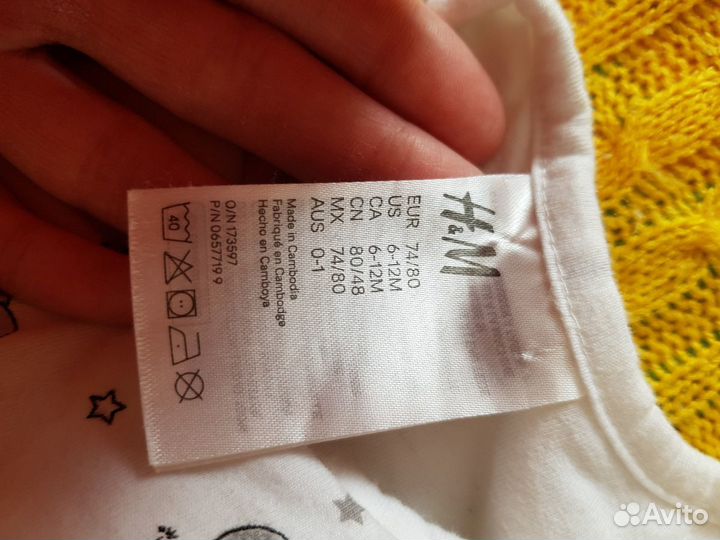 H&M
EUR 74/80
US 6-12M
CA 6-12M
CN 80/48
MX 74/80
AUS 0-1
Made in Cambodia
Fabriqué en Cambodge
Hecho en Camboya
O/N 173597
P/N 0657719 9
40
Avito